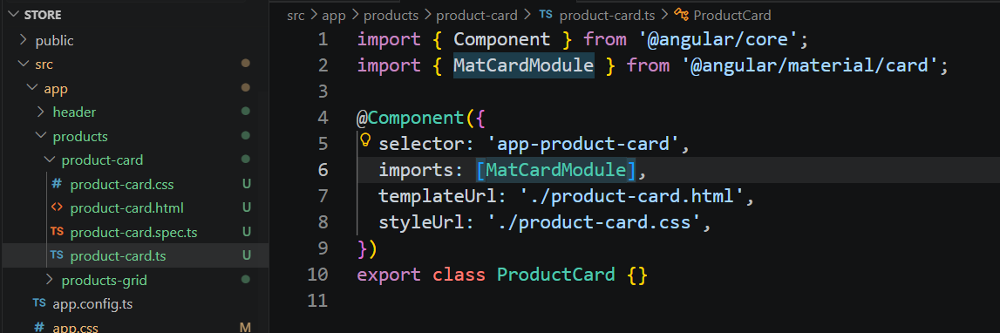 STORE
public
src
app
header
products
product-card
# product-card.css U
<> product-card.html U
TS product-card.spec.ts U
TS product-card.ts U
products-grid
TS app.config.ts
# app.css M
src > app > products > product-card > TS product-card.ts > ProductCard
1 import { Component } from '@angular/core';
2 import { MatCardModule } from '@angular/material/card';
3
4 @Component({
5 selector: 'app-product-card',
6 imports: [MatCardModule],
7 templateUrl: './product-card.html',
8 styleUrl: './product-card.css',
9 })
10 export class ProductCard {}
11